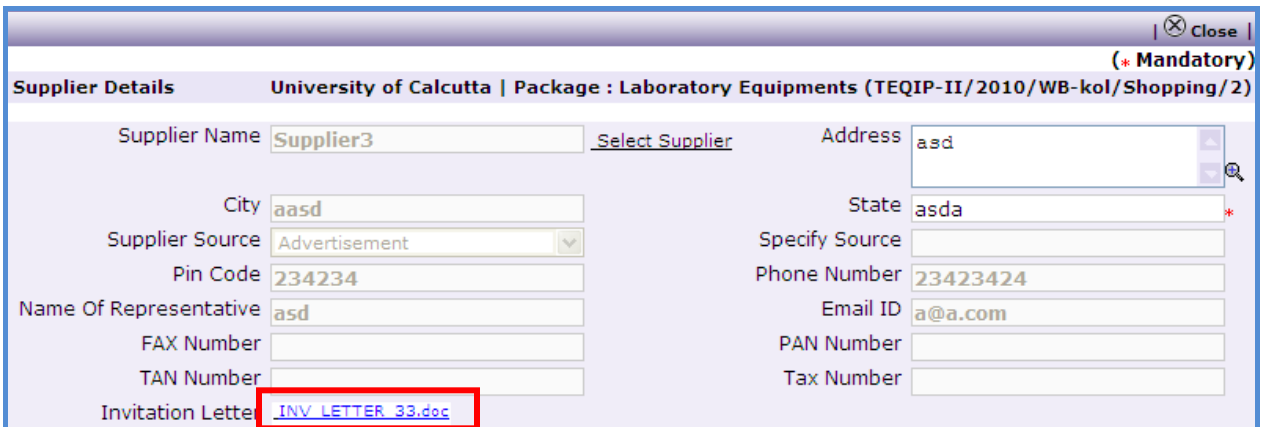 | Close |
(* Mandatory)
Supplier Details University of Calcutta | Package : Laboratory Equipments (TEQIP-II/2010/WB-kol/Shopping/2)
Supplier Name Supplier3 Select Supplier Address asd
City aasd State asda *
Supplier Source Advertisement Specify Source
Pin Code 234234 Phone Number 23423424
Name Of Representative asd Email ID a@a.com
FAX Number PAN Number
TAN Number Tax Number
Invitation Letter _INV_LETTER_33.doc